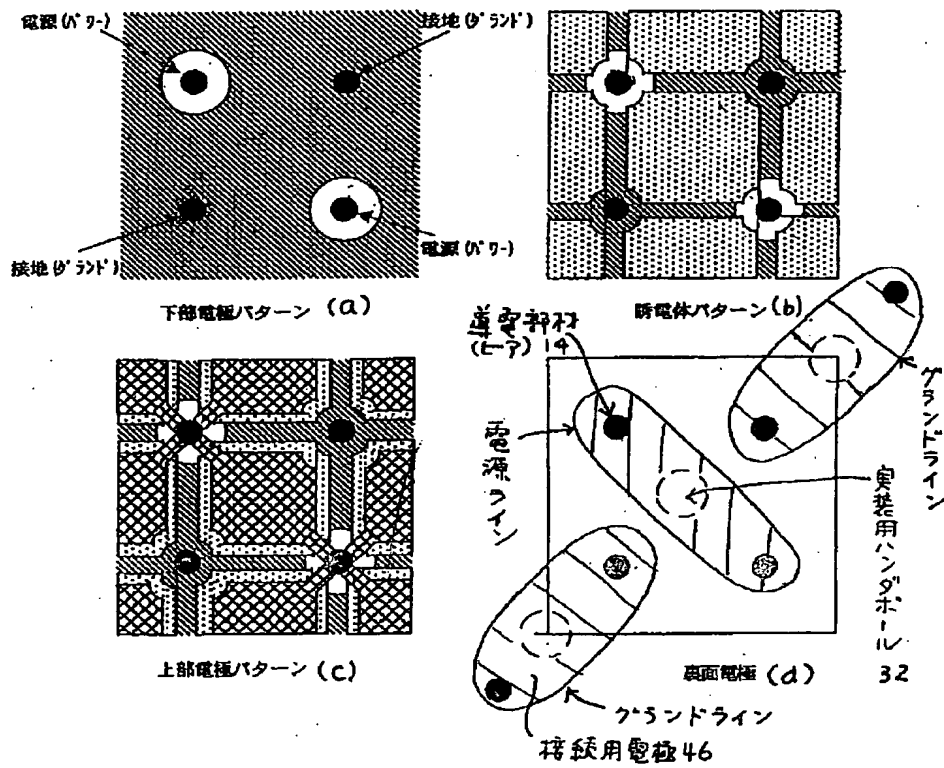 電源(パワー)
接地(グランド)
接地(グランド)
電源(パワー)
下部電極パターン (a)
誘電体パターン(b)
導電部材
(ビア) 14
電源ライン
グランドライン
実装用ハンダボール
32
上部電極パターン (c)
裏面電極 (d)
グランドライン
接続用電極46